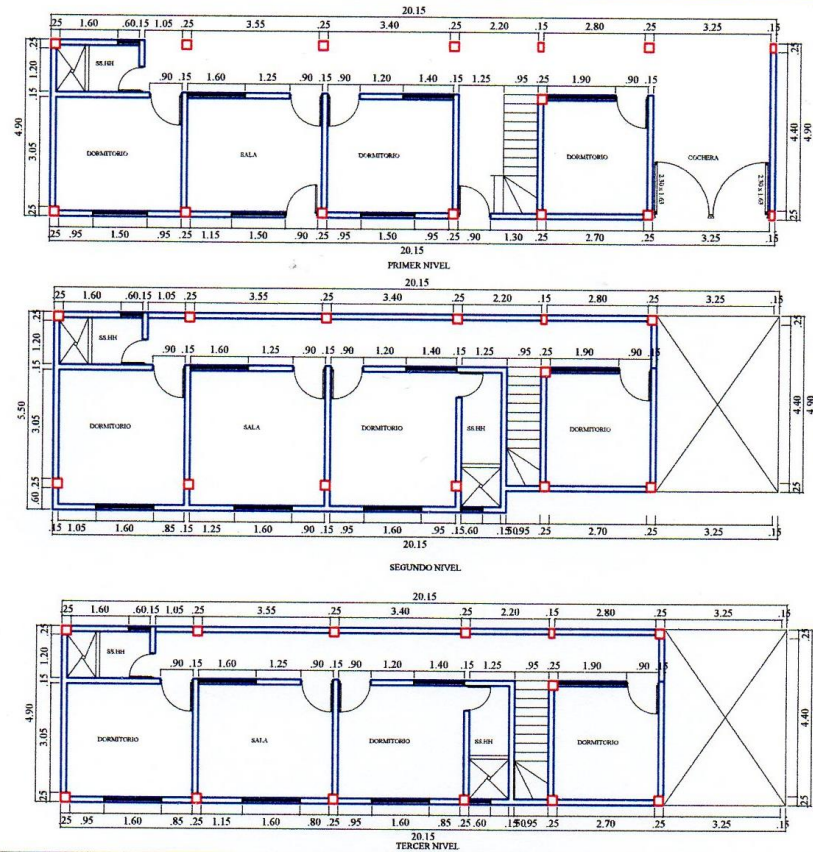 20.15
.25 1.60 .60 .15 1.05 .25 3.55 .25 3.40 .25 2.20 .15 2.80 .25 3.25 .15
.25 1.20 .15 3.05 .25
4.90
SS.HH
.90 .15 1.60 1.25 .90 .15 .90 1.20 1.40 .15 1.25 .95 .25 1.90 .90 .15
DORMITORIO SALA DORMITORIO DORMITORIO COCHERA
2.50 x 1.63 2.50 x 1.63
.25 4.40 .25
4.90
.25 .95 1.50 .90 .25 1.15 1.50 .90 .25 .95 1.50 .95 .25 .90 1.30 .25 2.70 .25 3.25 .15
20.15
PRIMER NIVEL
20.15
.25 1.60 .60 .15 1.05 .25 3.55 .25 3.40 .25 2.20 .15 2.80 .25 3.25 .15
.25 1.20 .15 3.05 .25 .60
5.50
SS.HH
.90 .15 1.60 1.25 .90 .15 .90 1.20 1.40 .15 1.25 .95 .25 1.90 .90 .15
DORMITORIO SALA DORMITORIO SS.HH DORMITORIO
.25 4.40 .25
4.90
.15 1.05 1.60 .85 .15 1.25 1.60 .90 .15 .95 1.60 .95 .15 .60 .50 .95 .25 2.70 .25 3.25 .15
20.15
SEGUNDO NIVEL
20.15
.25 1.60 .60 .15 1.05 .25 3.55 .25 3.40 .25 2.20 .15 2.80 .25 3.25 .15
.25 1.20 .15 3.05 .25
4.90
SS.HH
.90 .15 1.60 1.25 .90 .15 .90 1.20 1.40 .15 1.25 .95 .25 1.90 .90 .15
DORMITORIO SALA DORMITORIO SS.HH DORMITORIO
.25 4.40 .25
.25 .95 1.60 .85 .25 1.15 1.60 .80 .25 .95 1.60 .85 .25 .60 .15 .95 .25 2.70 .25 3.25 .15
20.15
TERCER NIVEL